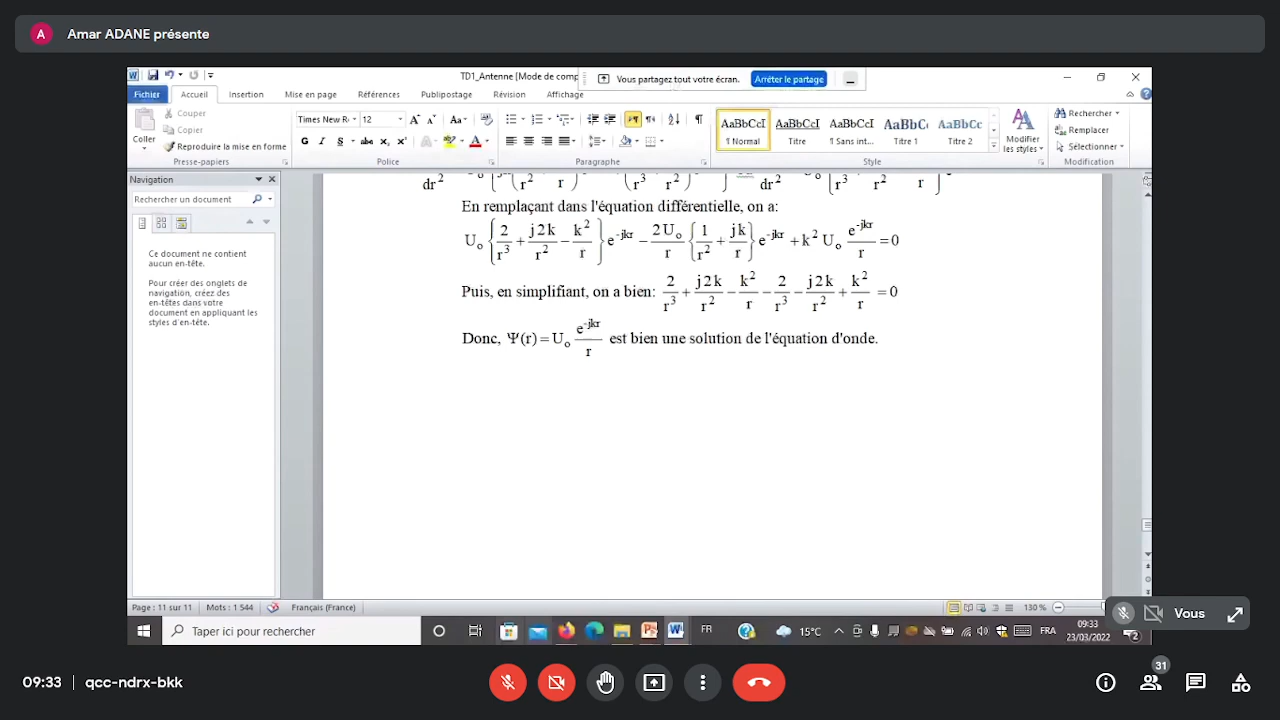 A Amar ADANE présente
TD1_Antenne [Mode de comp
Vous partagez tout votre écran. Arrêter le partage
Fichier Accueil Insertion Mise en page Références Publipostage Révision Affichage
Couper
Copier
Coller
Reproduire la mise en forme
Times New R 12
G I S abc x₂ x²
AaBbCcI AaBbCcI AaBbCcI AaBbC AaBbCc
¶ Normal Titre ¶ Sans int... Titre 1 Titre 2
Modifier les styles
Rechercher
Remplacer
Sélectionner
Presse-papiers Police Paragraphe Style Modification
Navigation
Rechercher un document
Ce document ne contient
aucun en-tête.
Pour créer des onglets de
navigation, créez des
en-têtes dans votre
document en appliquant les
styles d'en-tête.
En remplaçant dans l'équation différentielle, on a:
U₀ {2/r³ + j2k/r² − k²/r} e^-jkr − 2U₀/r {1/r² + jk/r} e^-jkr + k² U₀ e^-jkr/r = 0
Puis, en simplifiant, on a bien: 2/r³ + j2k/r² − k²/r − 2/r³ − j2k/r² + k²/r = 0
Donc, Ψ(r) = U₀ e^-jkr/r est bien une solution de l'équation d'onde.
Page : 11 sur 11 Mots : 1 544 Français (France) 130 %
Vous
Taper ici pour rechercher
FR
15°C
FRA
09:33
23/03/2022
2
09:33 | qcc-ndrx-bkk
31